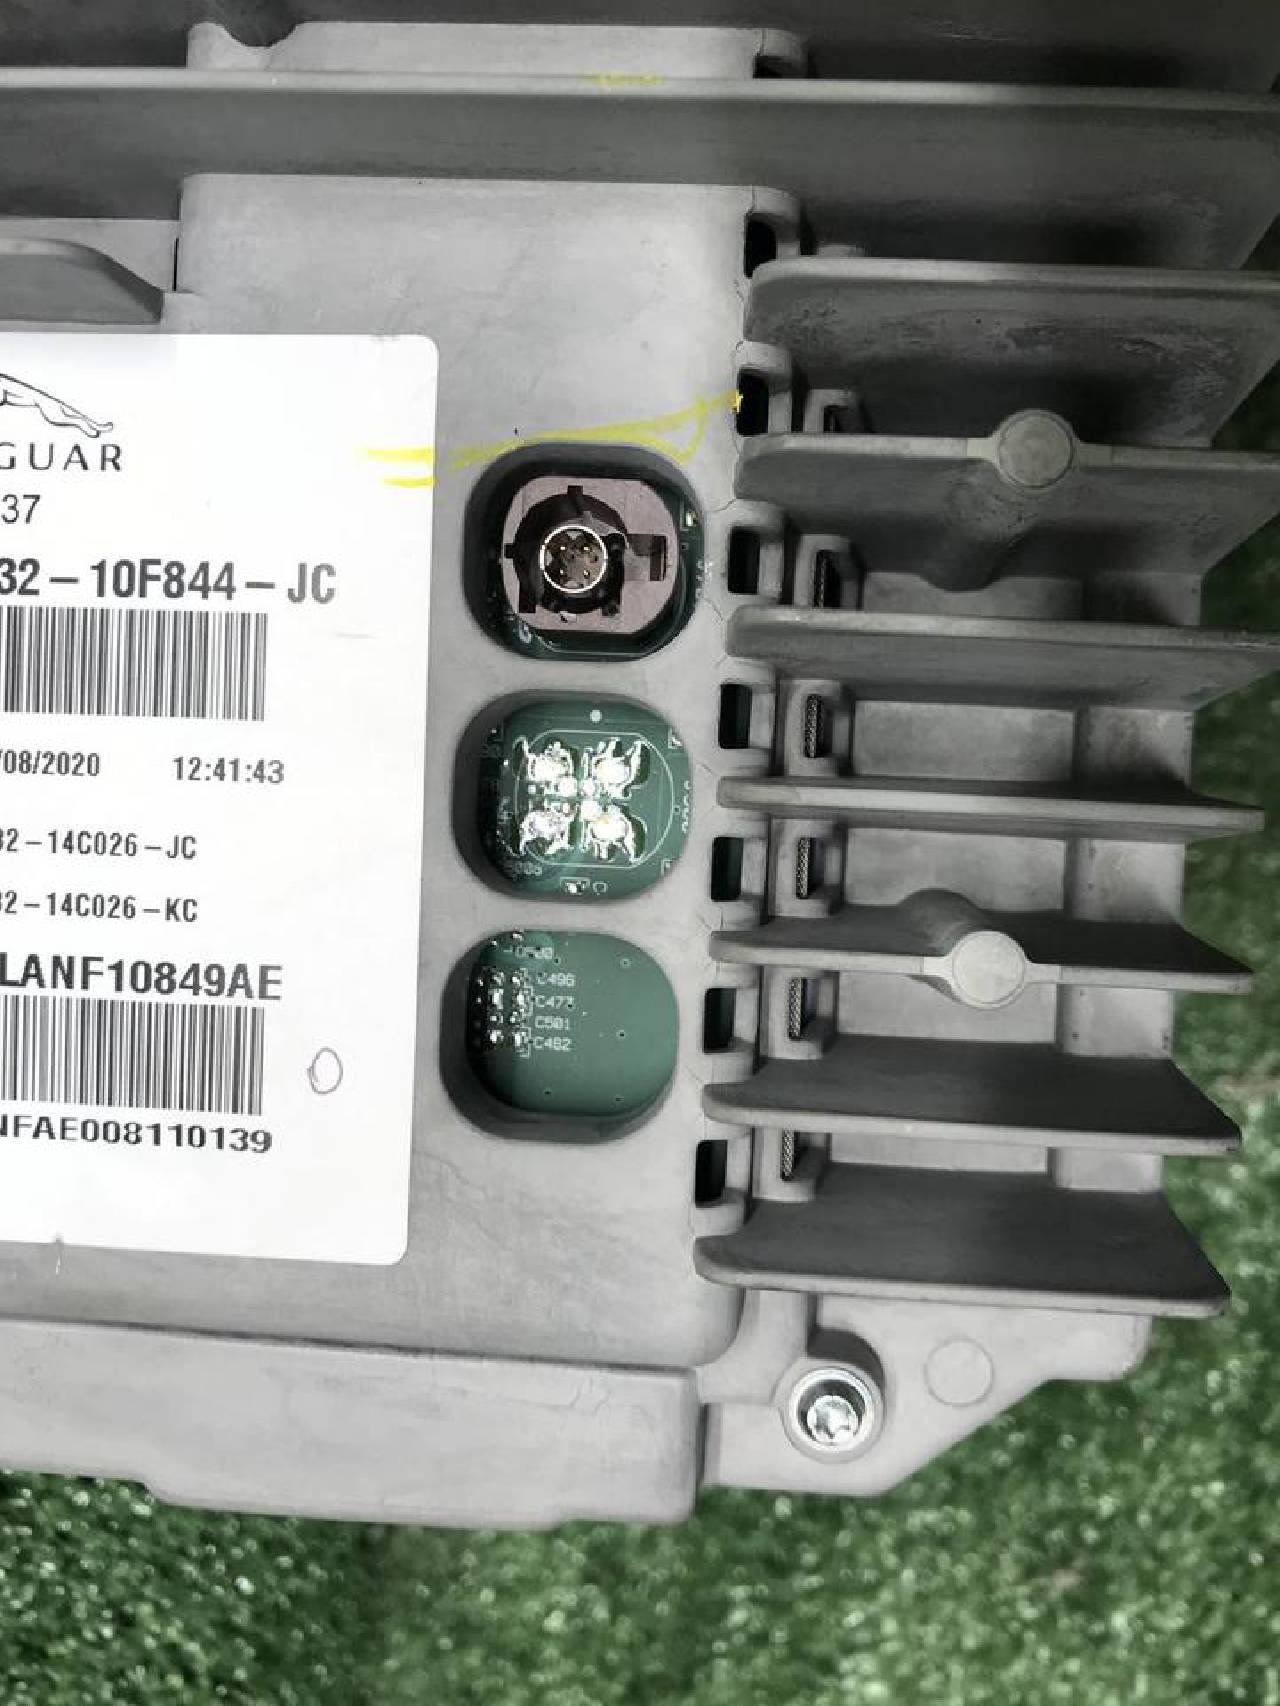 GUAR
37
32-10F844-JC
/08/2020 12:41:43
32-14C026-JC
32-14C026-KC
LANF10849AE
NFAE008110139
C496
C477
C501
C482